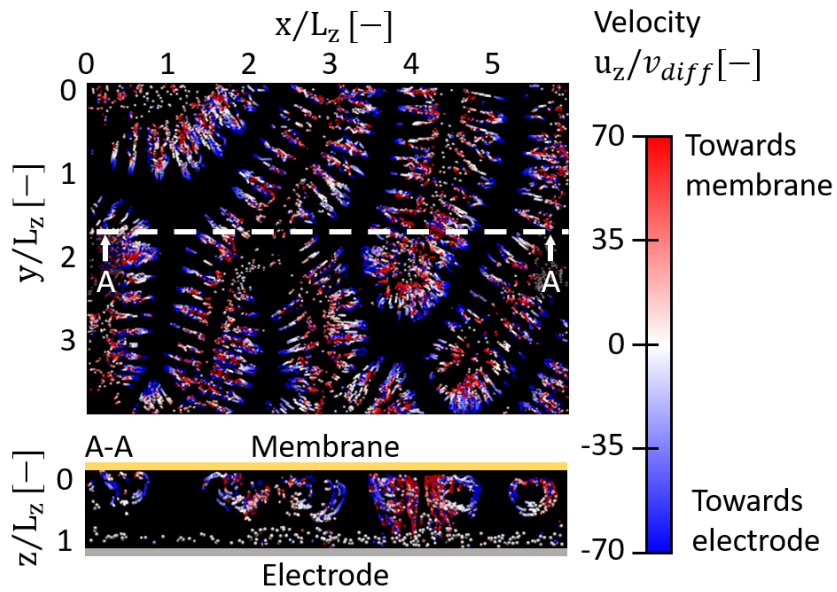 x/L_z [−]
0 1 2 3 4 5
y/L_z [−]
0
1
2
3
A A
Velocity
u_z/v_diff[−]
70
35
0
-35
-70
Towards
membrane
Towards
electrode
A-A Membrane
z/L_z [−]
0
1
Electrode